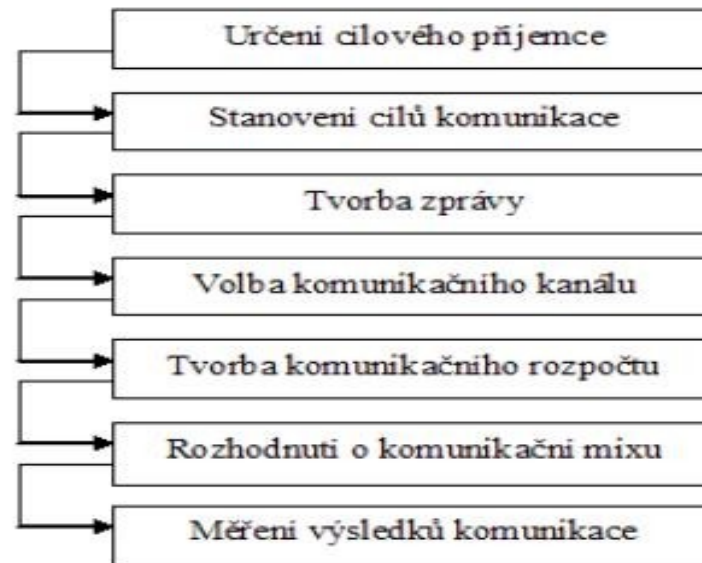 Určení cílového příjemce
Stanovení cílů komunikace
Tvorba zprávy
Volba komunikačního kanálu
Tvorba komunikačního rozpočtu
Rozhodnutí o komunikační mixu
Měření výsledků komunikace